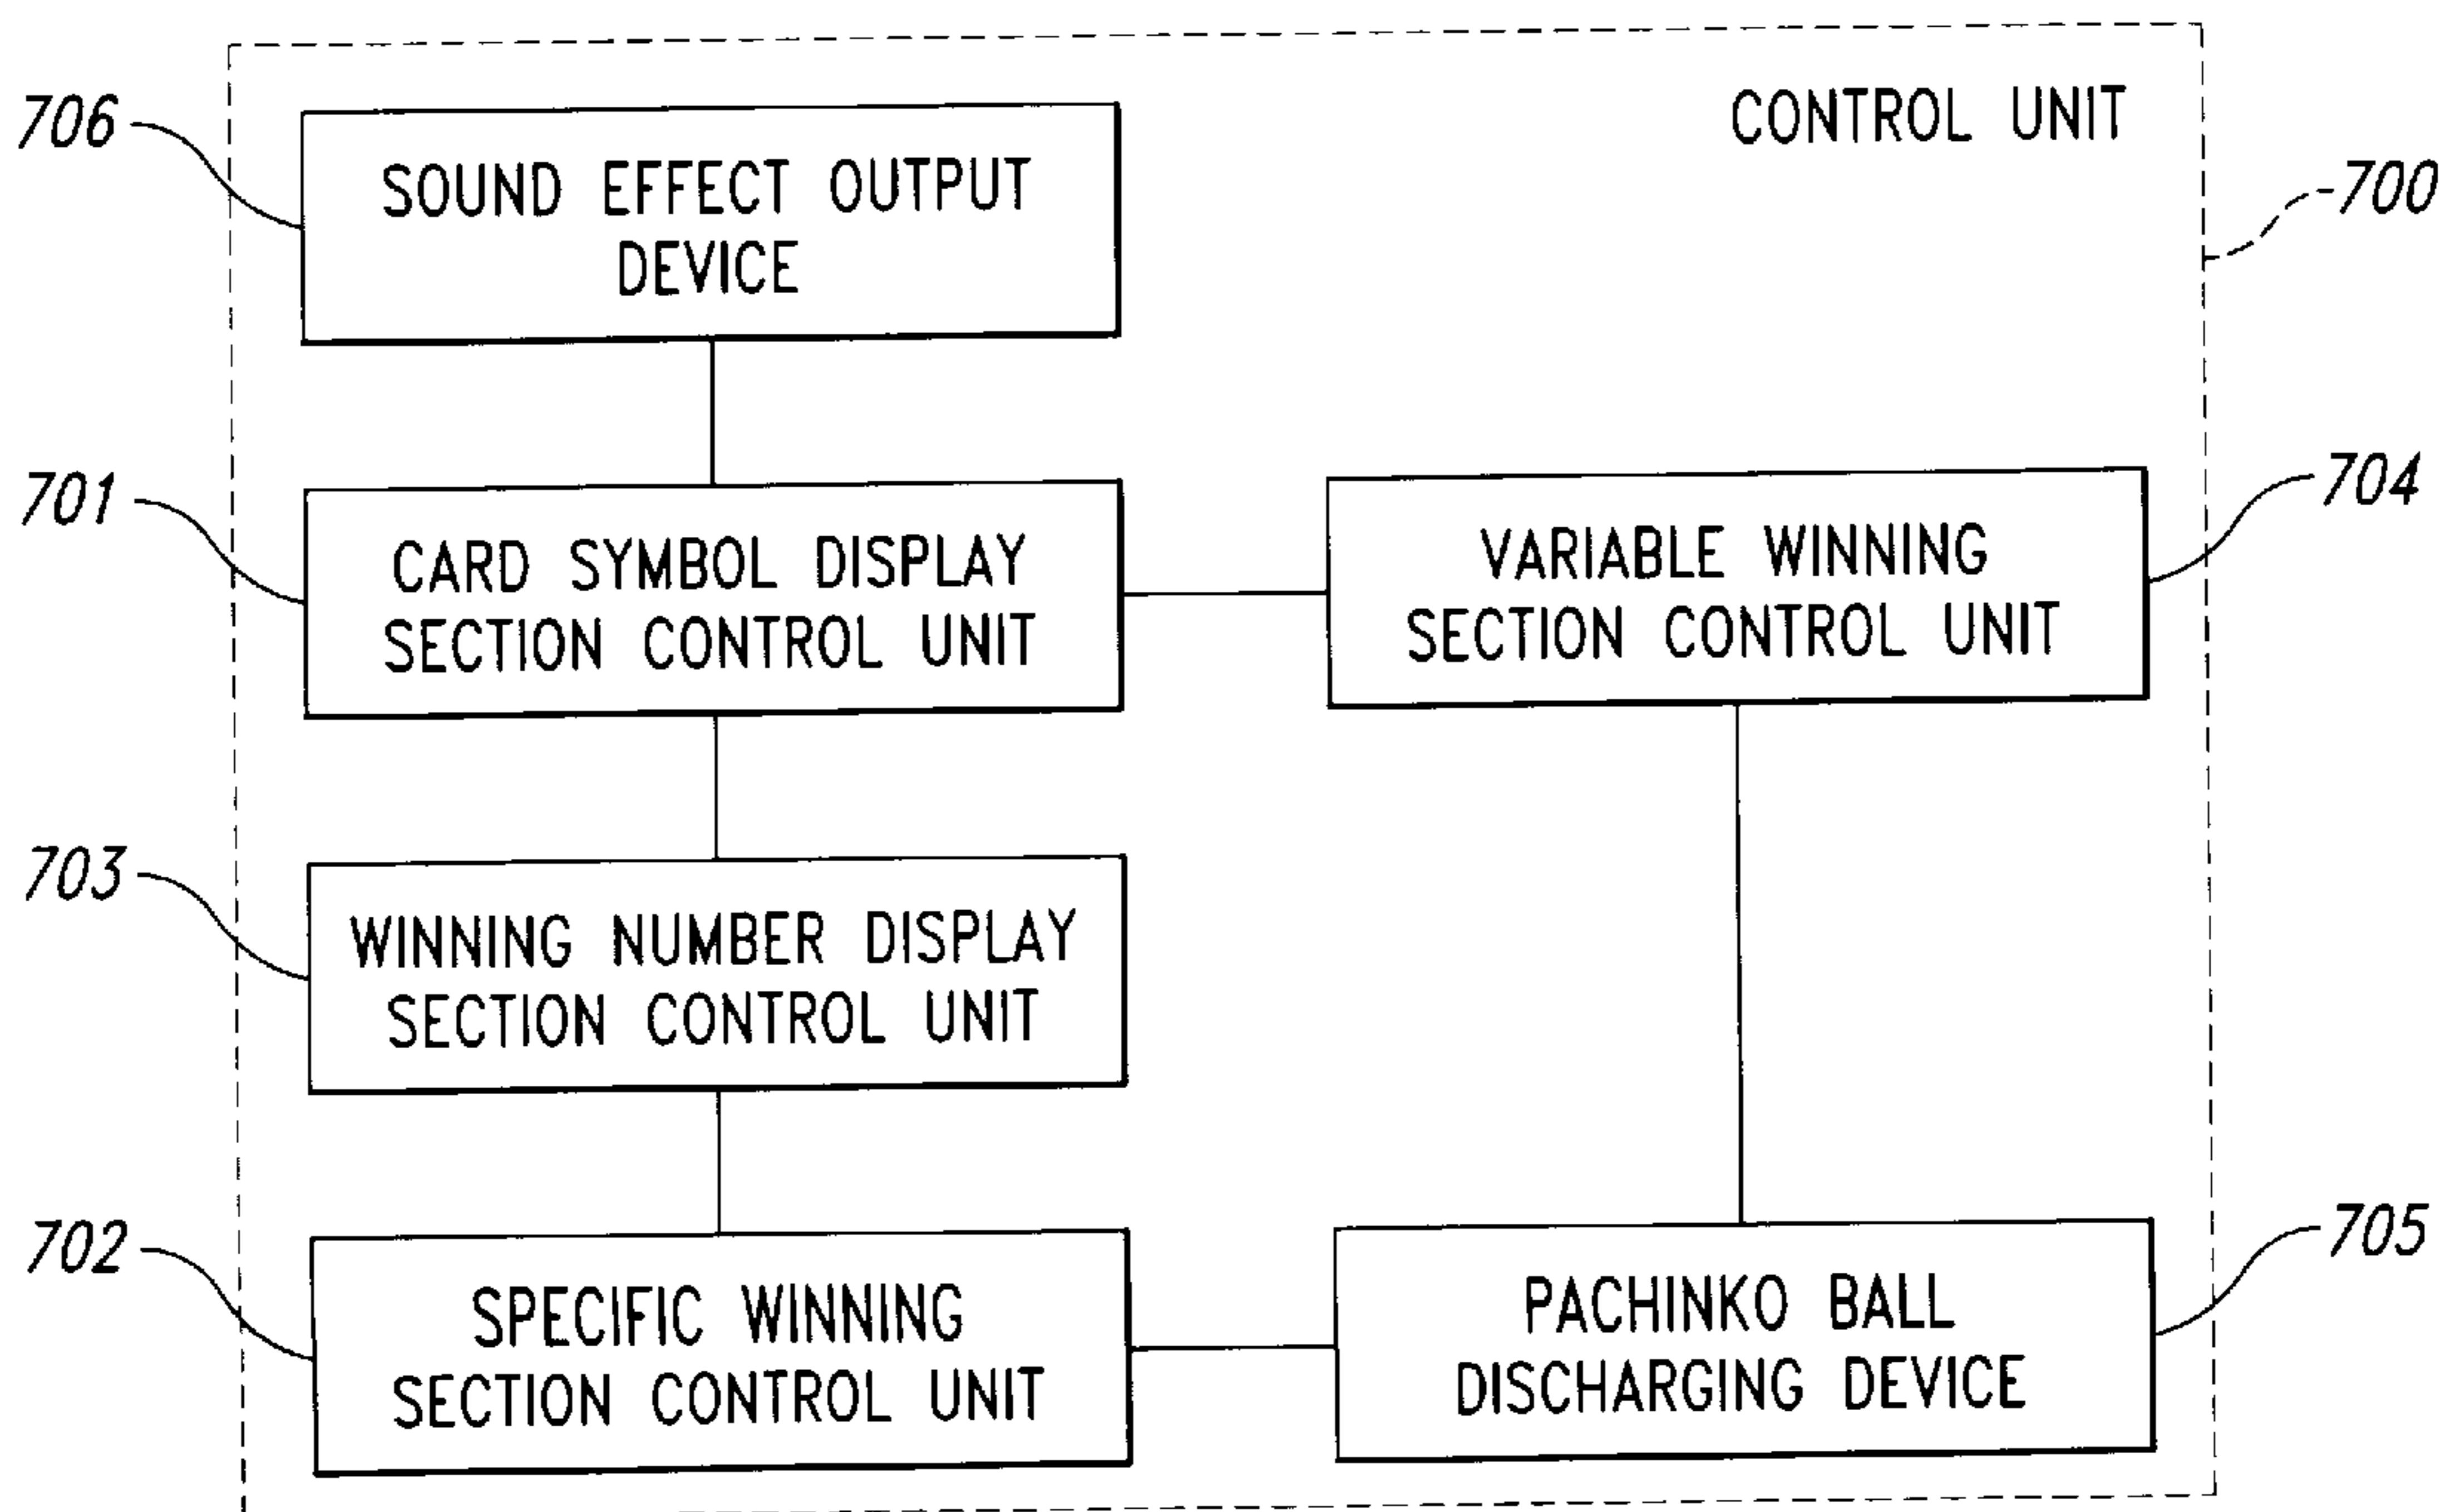 CONTROL UNIT
700
706
SOUND EFFECT OUTPUT
DEVICE
701
CARD SYMBOL DISPLAY
SECTION CONTROL UNIT
704
VARIABLE WINNING
SECTION CONTROL UNIT
703
WINNING NUMBER DISPLAY
SECTION CONTROL UNIT
702
SPECIFIC WINNING
SECTION CONTROL UNIT
705
PACHINKO BALL
DISCHARGING DEVICE